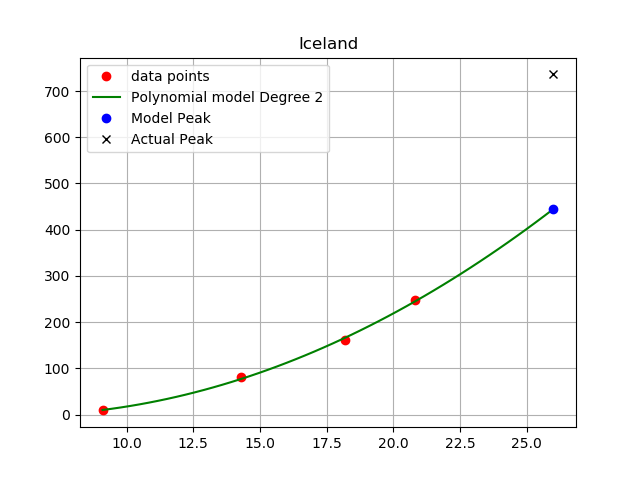 Iceland
data points
Polynomial model Degree 2
Model Peak
Actual Peak
700
600
500
400
300
200
100
0
10.0 12.5 15.0 17.5 20.0 22.5 25.0